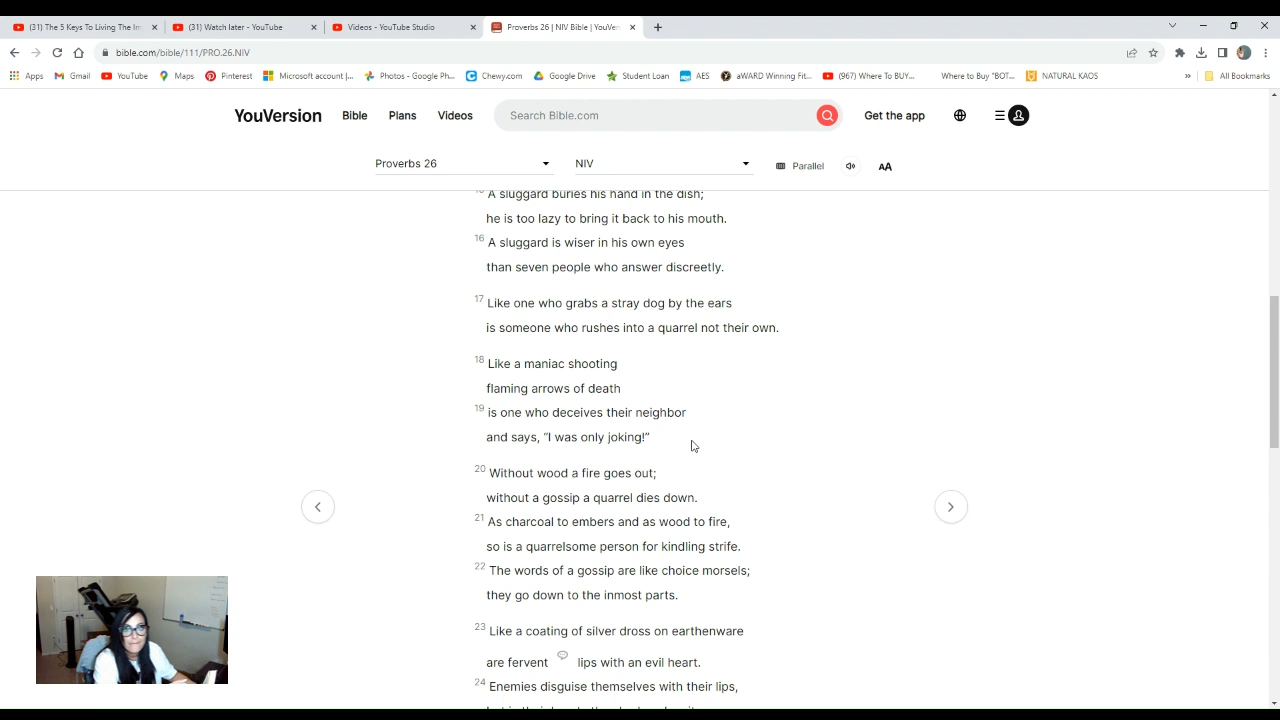 (31) The 5 Keys To Living The Im
(31) Watch later - YouTube
Videos - YouTube Studio
Proverbs 26 | NIV Bible | YouVer
bible.com/bible/111/PRO.26.NIV
Apps
Gmail
YouTube
Maps
Pinterest
Microsoft account |...
Photos - Google Ph...
Chewy.com
Google Drive
Student Loan
AES
aWARD Winning Fit...
(967) Where To BUY...
Where to Buy "BOT...
NATURAL KAOS
»
All Bookmarks
YouVersion
Bible
Plans
Videos
Search Bible.com
Get the app
Proverbs 26
NIV
Parallel
AA
A sluggard buries his hand in the dish;
he is too lazy to bring it back to his mouth.
16 A sluggard is wiser in his own eyes
than seven people who answer discreetly.
17 Like one who grabs a stray dog by the ears
is someone who rushes into a quarrel not their own.
18 Like a maniac shooting
flaming arrows of death
19 is one who deceives their neighbor
and says, “I was only joking!”
20 Without wood a fire goes out;
without a gossip a quarrel dies down.
21 As charcoal to embers and as wood to fire,
so is a quarrelsome person for kindling strife.
22 The words of a gossip are like choice morsels;
they go down to the inmost parts.
23 Like a coating of silver dross on earthenware
are fervent lips with an evil heart.
24 Enemies disguise themselves with their lips,